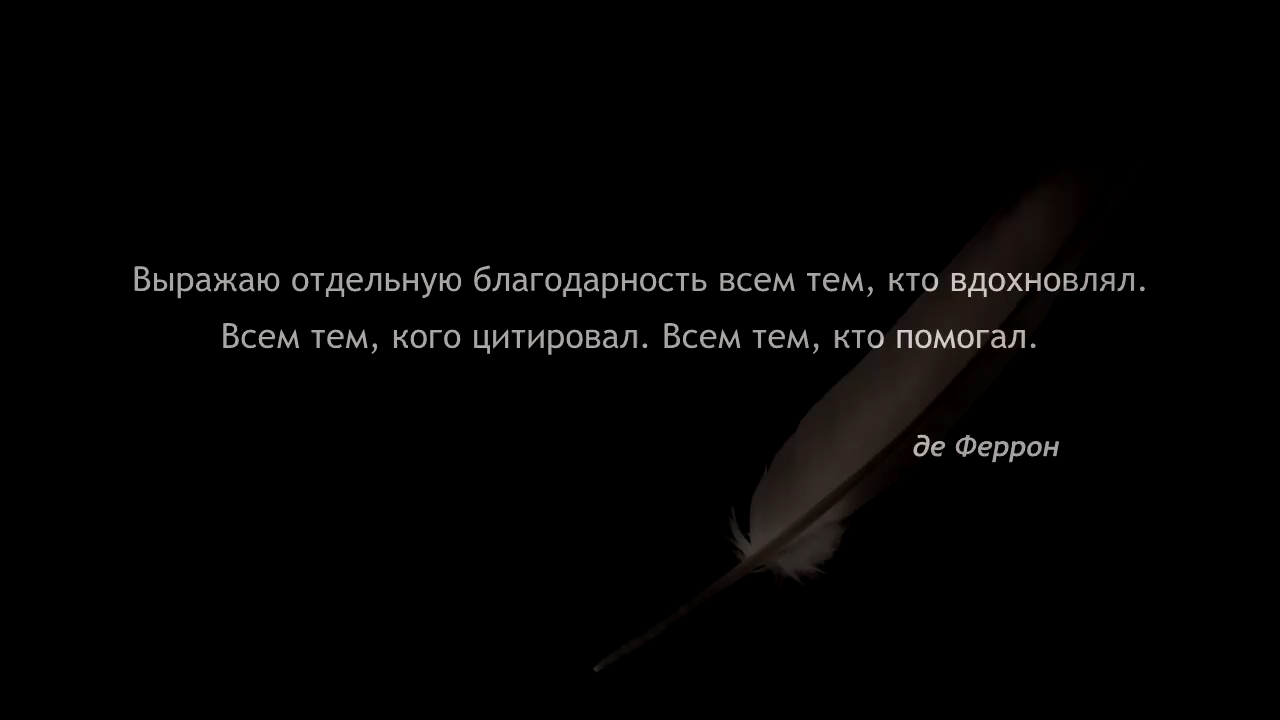 Выражаю отдельную благодарность всем тем, кто вдохновлял.
Всем тем, кого цитировал. Всем тем, кто помогал.
де Феррон